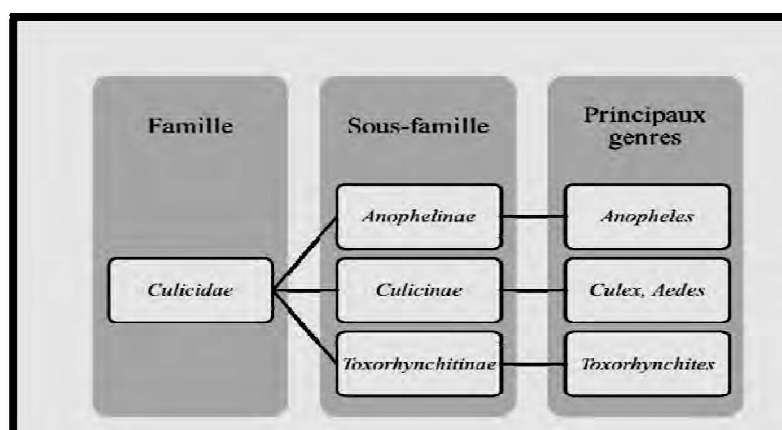 Famille
Sous-famille
Principaux
genres
Anophelinae
Anopheles
Culicidae
Culicinae
Culex, Aedes
Toxorhynchitinae
Toxorhynchites